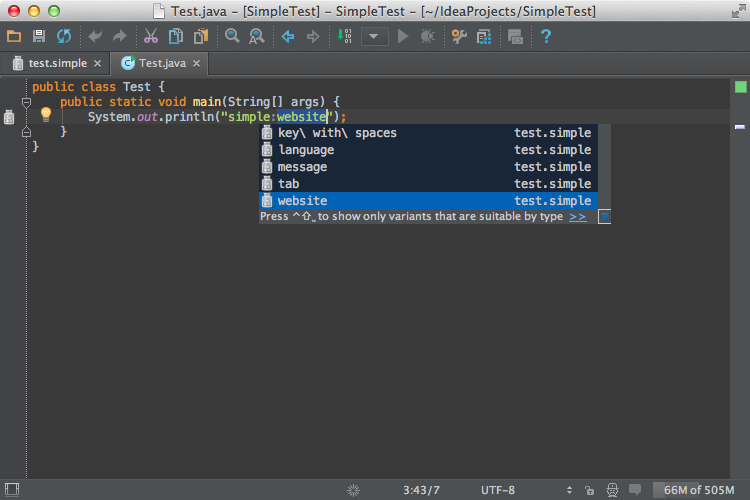 Test.java – [SimpleTest] – SimpleTest – [~/IdeaProjects/SimpleTest]
test.simple
Test.java
public class Test {
public static void main(String[] args) {
System.out.println("simple:website");
}
}
key\ with\ spaces test.simple
language test.simple
message test.simple
tab test.simple
website test.simple
Press ^⇧␣ to show only variants that are suitable by type >>
3:43/7 UTF-8 66M of 505M